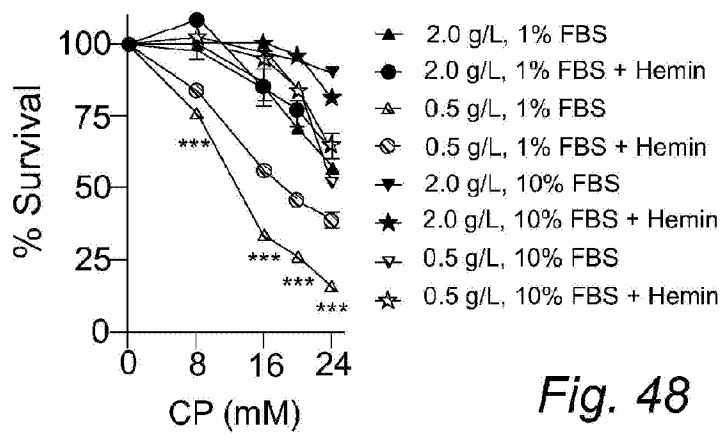 % Survival
100
75
50
25
0
***
***
***
***
0 8 16 24
CP (mM)
2.0 g/L, 1% FBS
2.0 g/L, 1% FBS + Hemin
0.5 g/L, 1% FBS
0.5 g/L, 1% FBS + Hemin
2.0 g/L, 10% FBS
2.0 g/L, 10% FBS + Hemin
0.5 g/L, 10% FBS
0.5 g/L, 10% FBS + Hemin
Fig. 48